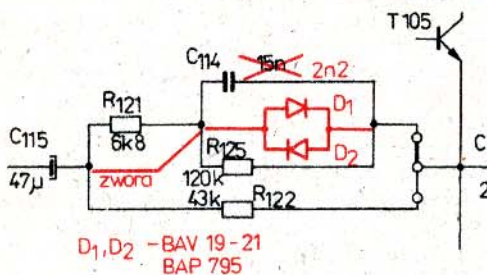 T105
C114
15n
2n2
R121
6k8
D1
D2
C115
47μ
R125
120k
zwora
43k
R122
C
2
D1, D2 - BAV 19-21
BAP 795